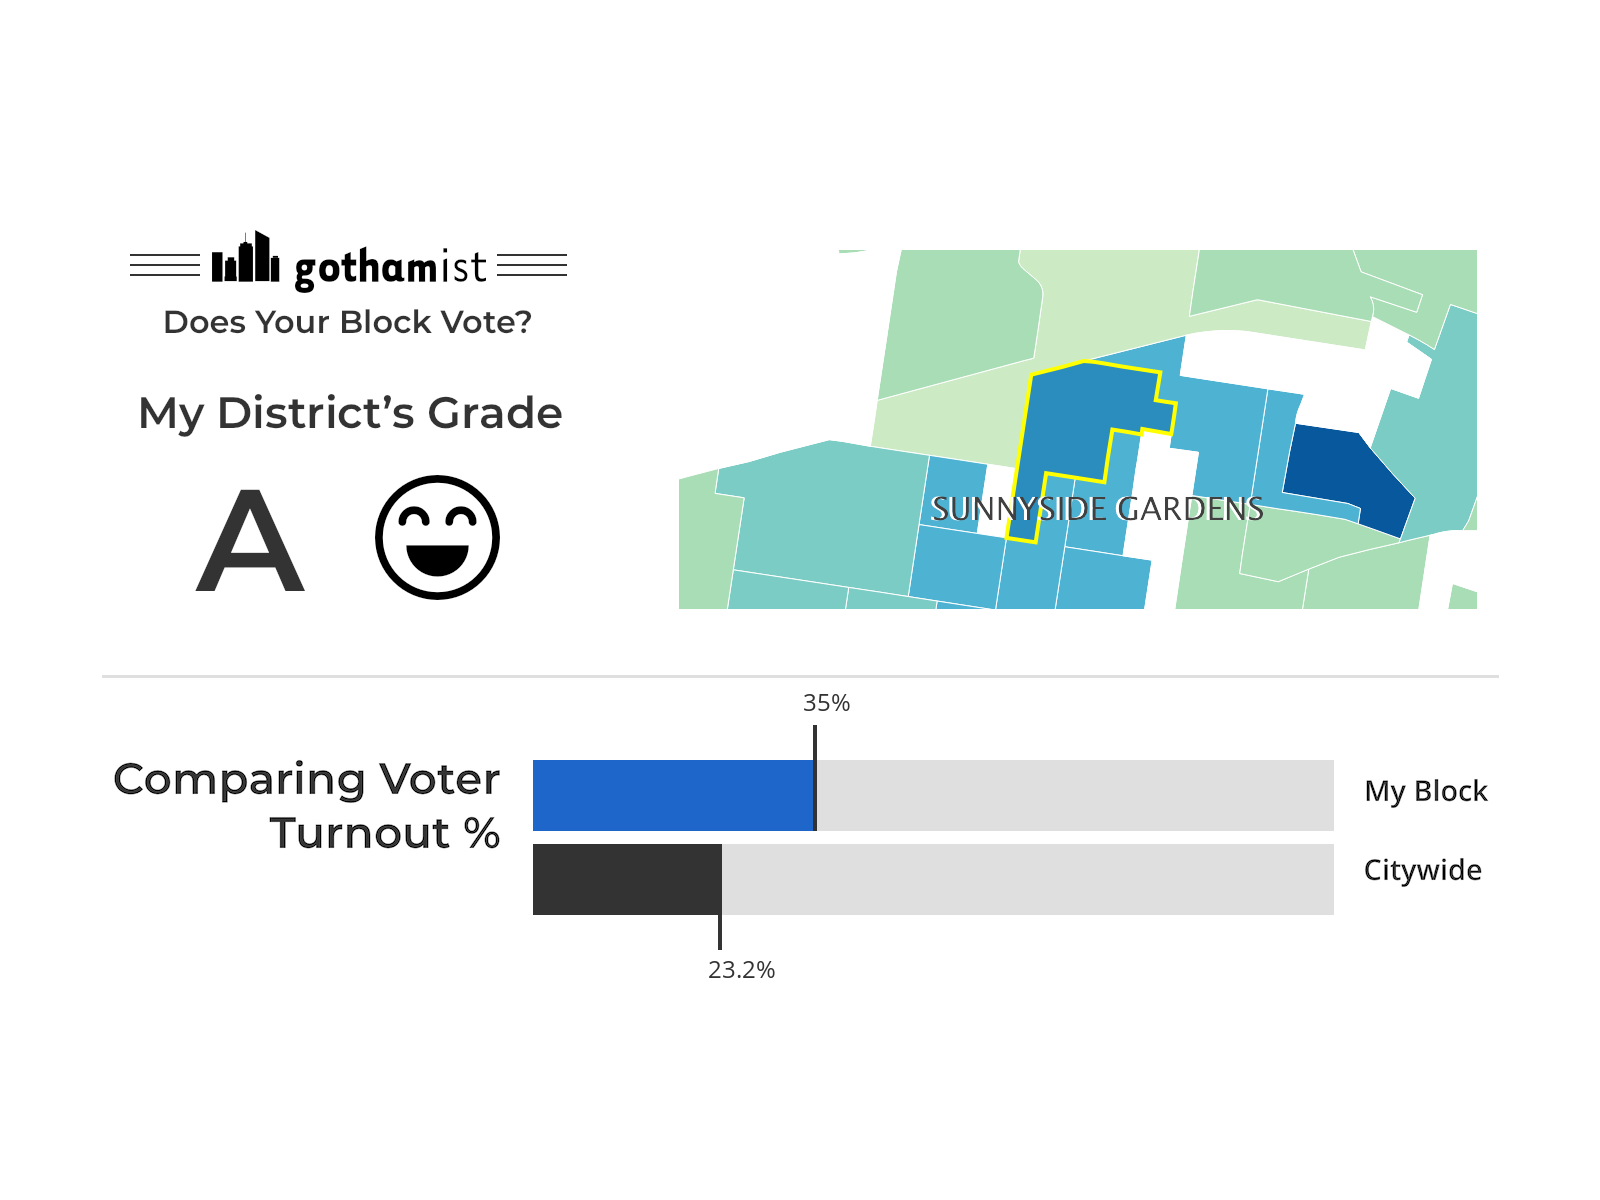 gothamist
Does Your Block Vote?
My District’s Grade
A
SUNNYSIDE GARDENS
35%
Comparing Voter
Turnout %
My Block
Citywide
23.2%